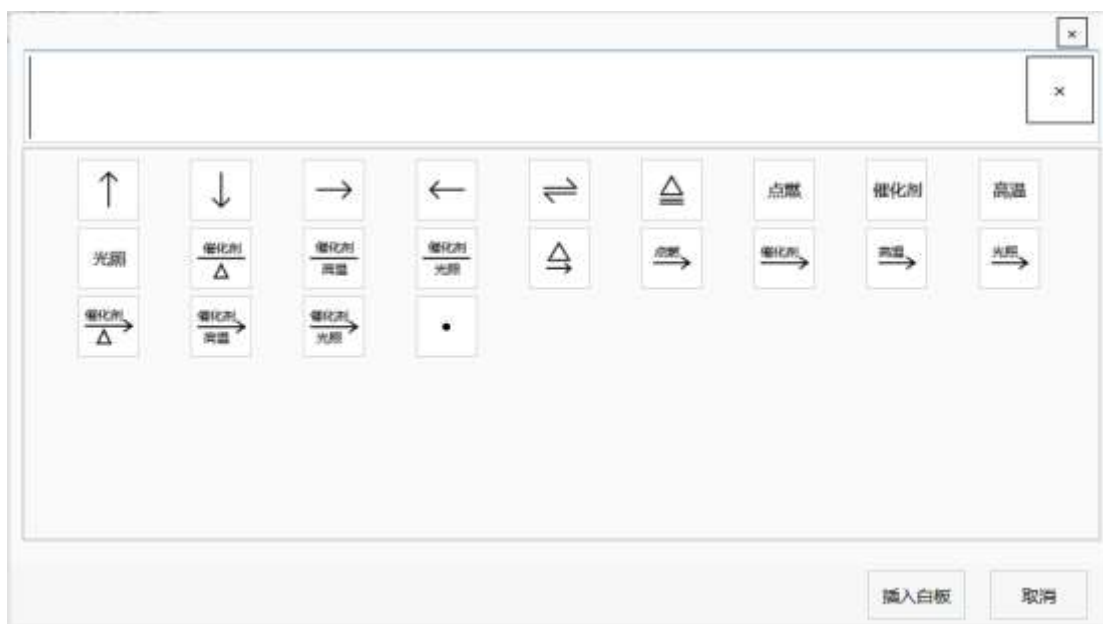 ×
×
↑ ↓ → ← ⇌ △ 点燃 催化剂 高温
光照 催化剂 △ 催化剂 高温 催化剂 光照 △ 点燃 催化剂 高温 光照
催化剂 △ 催化剂 高温 催化剂 光照 •
插入白板 取消